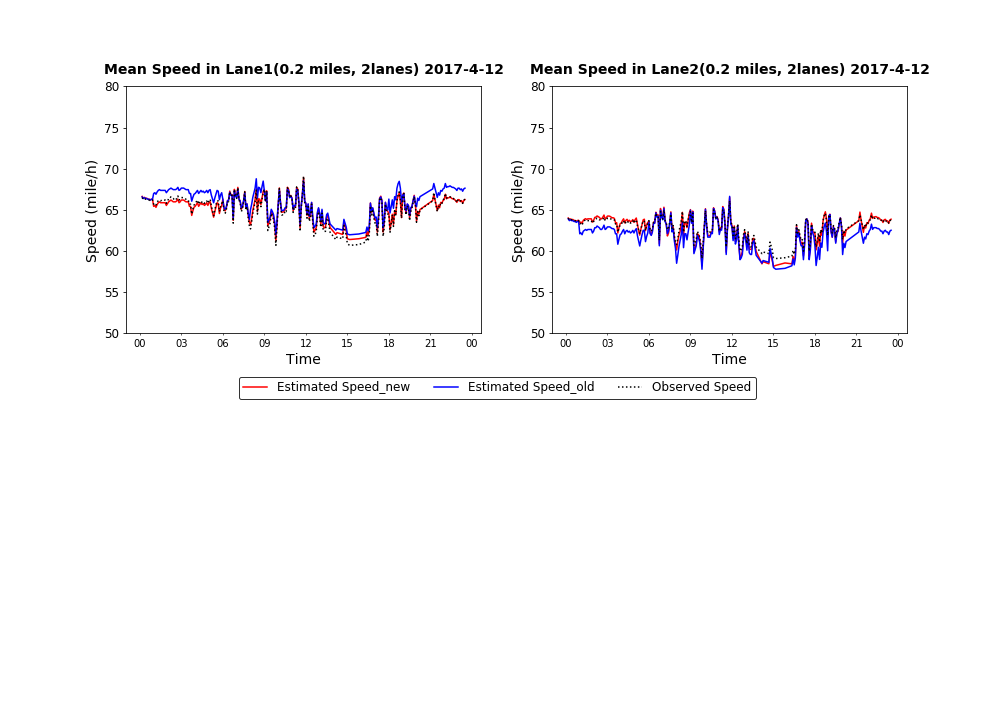 Mean Speed in Lane1(0.2 miles, 2lanes) 2017-4-12
80
75
70
65
60
55
50
Speed (mile/h)
00 03 06 09 12 15 18 21 00
Time
Mean Speed in Lane2(0.2 miles, 2lanes) 2017-4-12
80
75
70
65
60
55
50
Speed (mile/h)
00 03 06 09 12 15 18 21 00
Time
Estimated Speed_new Estimated Speed_old Observed Speed